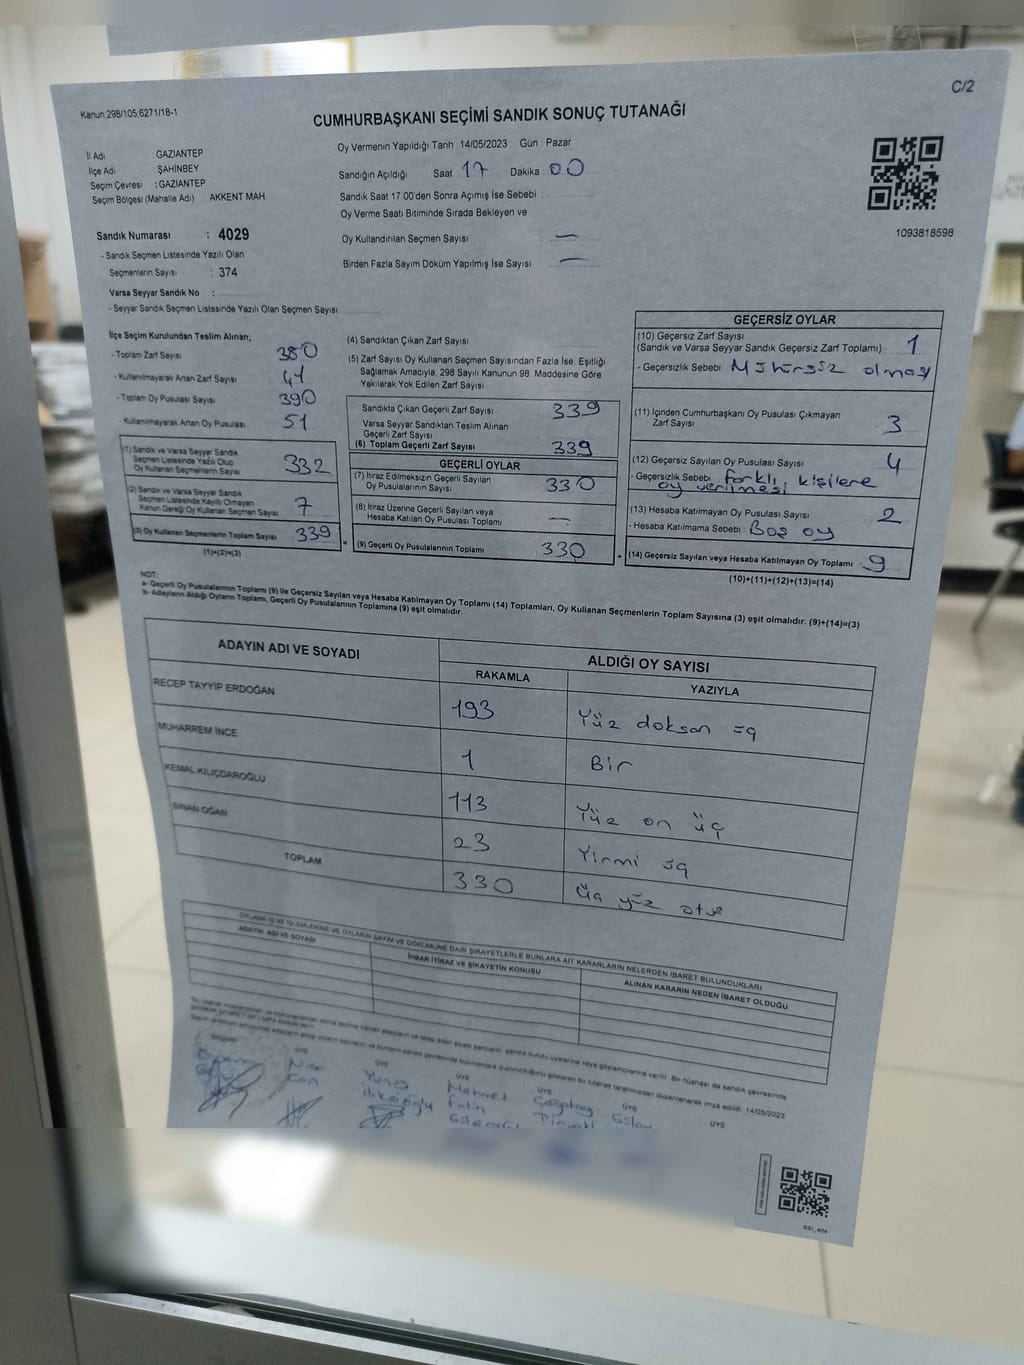 C/2
Kanun 298/105 6271/18-1
CUMHURBAŞKANI SEÇİMİ SANDIK SONUÇ TUTANAĞI
İl Adı GAZİANTEP
İlçe Adı ŞAHİNBEY
Seçim Çevresi : GAZİANTEP
Seçim Bölgesi (Mahalle Adı) : AKKENT MAH.
Sandık Numarası : 4029
- Sandık Seçmen Listesinde Yazılı Olan
Seçmenlerin Sayısı : 374
Varsa Seyyar Sandık No :
- Seyyar Sandık Seçmen Listesinde Yazılı Olan Seçmen Sayısı:
Oy Vermenin Yapıldığı Tarih : 14/05/2023 Gün : Pazar
Sandığın Açıldığı Saat 17 Dakika : 00
Sandık Saat 17.00'den Sonra Açımış İse Sebebi :
Oy Verme Saati Bitiminde Sırada Bekleyen ve
Oy Kullandırılan Seçmen Sayısı : —
Birden Fazla Sayım Döküm Yapılmış İse Sayısı : —
1093818598
İlçe Seçim Kurulundan Teslim Alınan;
- Toplam Zarf Sayısı 380
- Kullanılmayarak Artan Zarf Sayısı 41
- Toplam Oy Pusulası Sayısı 390
- Kullanılmayarak Artan Oy Pusulası 51
(1) Sandık ve Varsa Seyyar Sandık
Seçmen Listesinde Yazılı Olup
Oy Kullanan Seçmenlerin Sayısı 332
(2) Sandık ve Varsa Seyyar Sandık
Seçmen Listesinde Kayıtlı Olmayan
Kanun Gereği Oy Kullanan Seçmen Sayısı 7
(3) Oy Kullanan Seçmenlerin Toplam Sayısı 339
(1)+(2)=(3)
=
(4) Sandıktan Çıkan Zarf Sayısı
(5) Zarf Sayısı Oy Kullanan Seçmen Sayısından Fazla İse, Eşitliği
Sağlamak Amacıyla, 298 Sayılı Kanunun 98. Maddesine Göre
Yakılarak Yok Edilen Zarf Sayısı
Sandıkta Çıkan Geçerli Zarf Sayısı 339
Varsa Seyyar Sandıktan Teslim Alınan
Geçerli Zarf Sayısı
(6) Toplam Geçerli Zarf Sayısı 339
GEÇERLİ OYLAR
(7) İtiraz Edilmeksizin Geçerli Sayılan
Oy Pusulalarının Sayısı 330
(8) İtiraz Üzerine Geçerli Sayılan veya
Hesaba Katılan Oy Pusulası Toplamı —
(9) Geçerli Oy Pusulalarının Toplamı 330
+
GEÇERSİZ OYLAR
(10) Geçersiz Zarf Sayısı
(Sandık ve Varsa Seyyar Sandık Geçersiz Zarf Toplamı) : 1
- Geçersizlik Sebebi : Mühürsüz olması
(11) İçinden Cumhurbaşkanı Oy Pusulası Çıkmayan
Zarf Sayısı 3
(12) Geçersiz Sayılan Oy Pusulası Sayısı 4
- Geçersizlik Sebebi : farklı kişilere
oy verilmesi
(13) Hesaba Katılmayan Oy Pusulası Sayısı 2
- Hesaba Katılmama Sebebi : Boş oy
(14) Geçersiz Sayılan veya Hesaba Katılmayan Oy Toplamı 9
(10)+(11)+(12)+(13)=(14)
NOT:
a- Geçerli Oy Pusulalarının Toplamı (9) ile Geçersiz Sayılan veya Hesaba Katılmayan Oy Toplamı (14) Toplamları, Oy Kullanan Seçmenlerin Toplam Sayısına (3) eşit olmalıdır. (9)+(14)=(3)
b- Adayların Aldığı Oyların Toplamı, Geçerli Oy Pusulalarının Toplamına (9) eşit olmalıdır.
ADAYIN ADI VE SOYADI
ALDIĞI OY SAYISI
RAKAMLA YAZIYLA
RECEP TAYYİP ERDOĞAN 193 Yüz doksan üç
MUHARREM İNCE 1 Bir
KEMAL KILIÇDAROĞLU 113 Yüz on üç
SİNAN OĞAN 23 Yirmi üç
TOPLAM 330 Üç yüz otuz
OYLAMA İŞ VE İŞLEMLERİNE VE OYLARIN SAYIM VE DÖKÜMÜNE DAİR ŞİKAYETLERLE BUNLARA AİT KARARLARIN NELERDEN İBARET BULUNDUKLARI
ADAYIN ADI VE SOYADI
İHBAR İTİRAZ VE ŞİKAYETİN KONUSU
ALINAN KARARIN NEDEN İBARET OLDUĞU
14/05/2023
BAŞKAN ÜYE ÜYE ÜYE ÜYE ÜYE ÜYE
Can
Yunus
Mehmet
Fatih
Çağatay
SSI_404